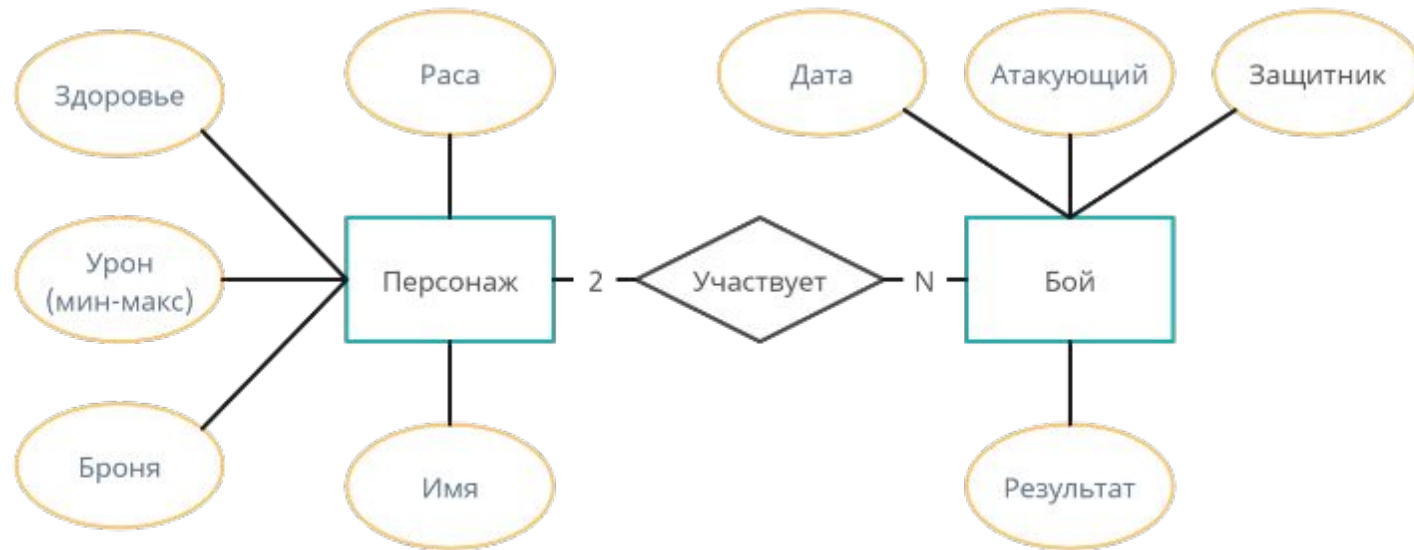 Здоровье
Раса
Дата
Атакующий
Защитник
Урон
(мин-макс)
Персонаж
2
Участвует
N
Бой
Броня
Имя
Результат